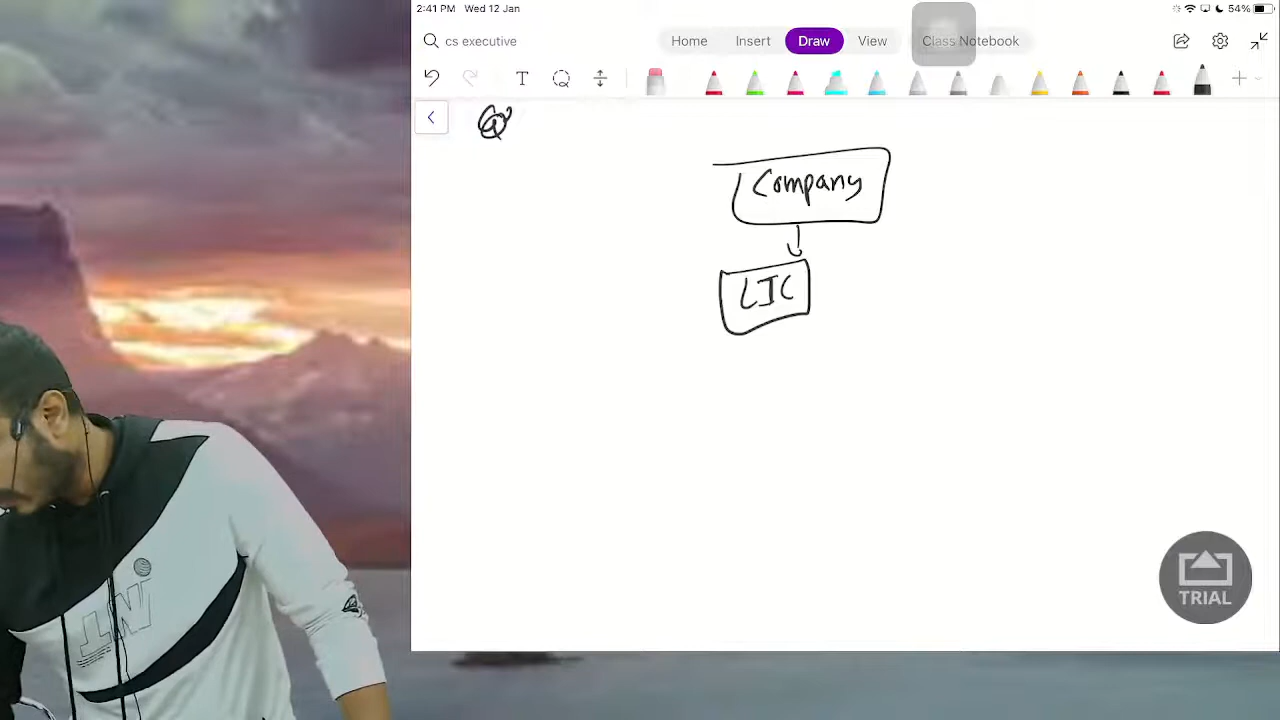 2:41 PM Wed 12 Jan 54%
cs executive Home Insert Draw View Class Notebook
T
Company
LIC
TRIAL